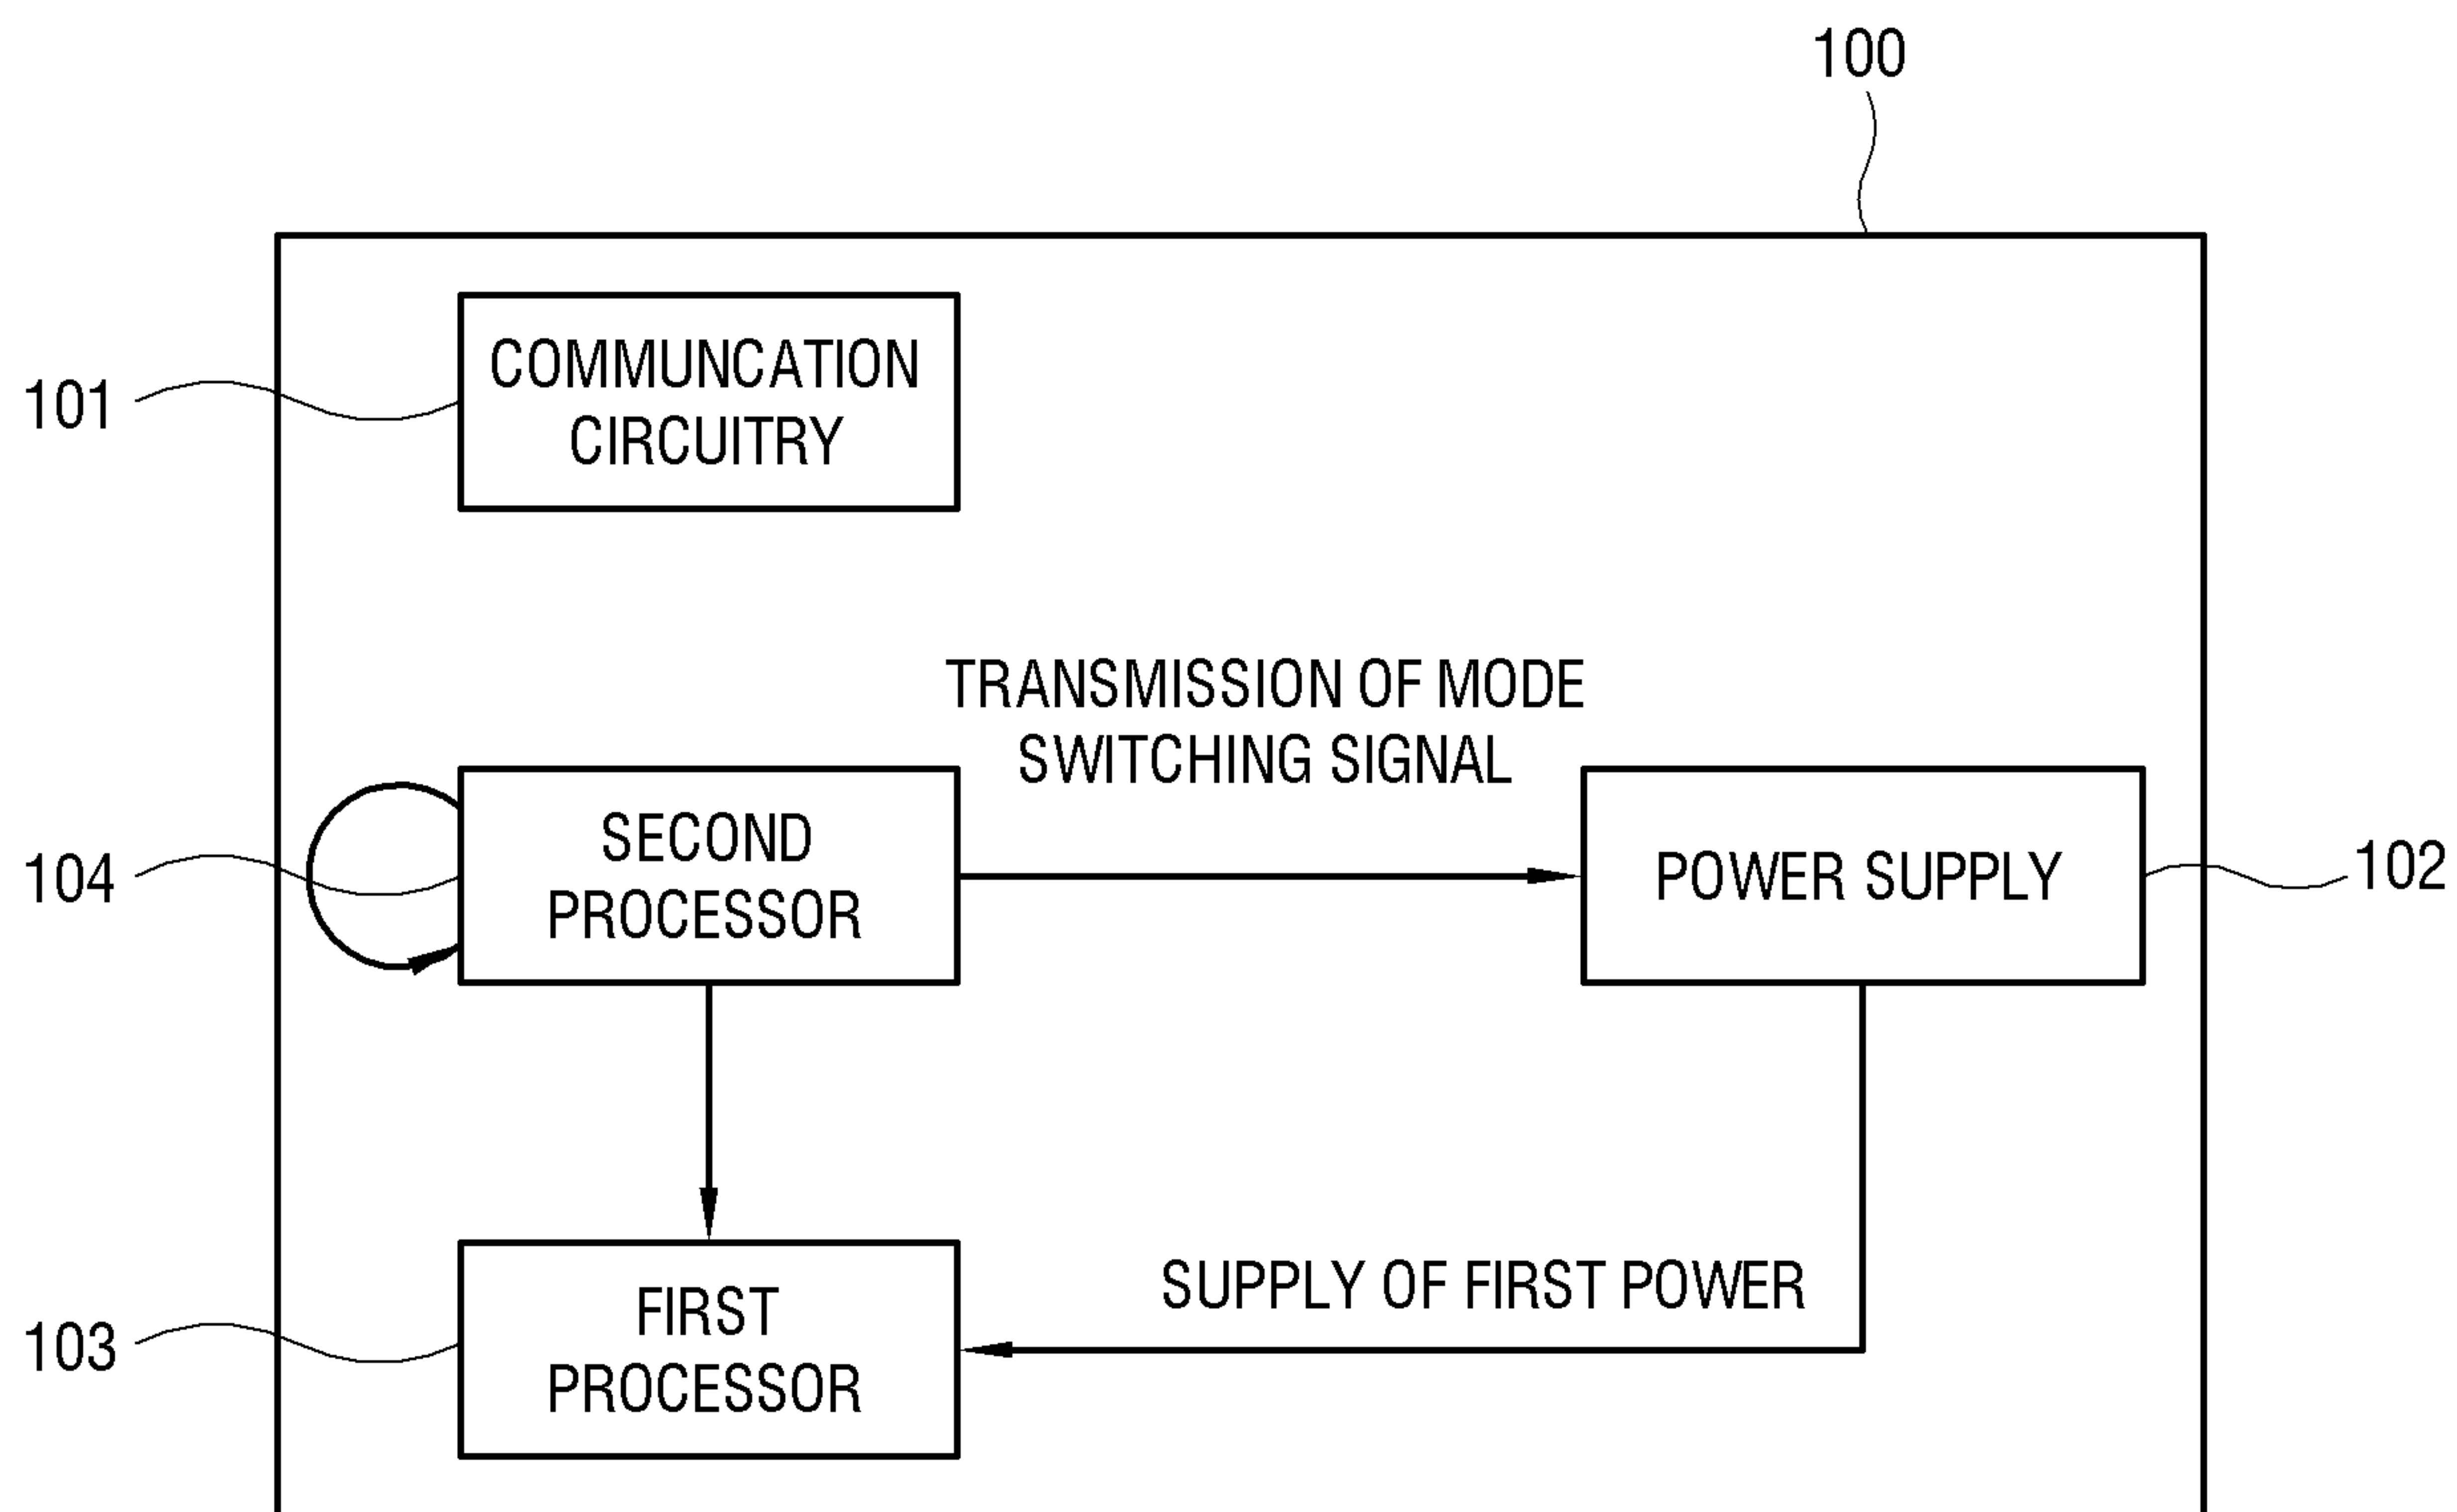 100
COMMUNCATION
CIRCUITRY
101
TRANSMISSION OF MODE
SWITCHING SIGNAL
SECOND
PROCESSOR
104
POWER SUPPLY
102
SUPPLY OF FIRST POWER
FIRST
PROCESSOR
103